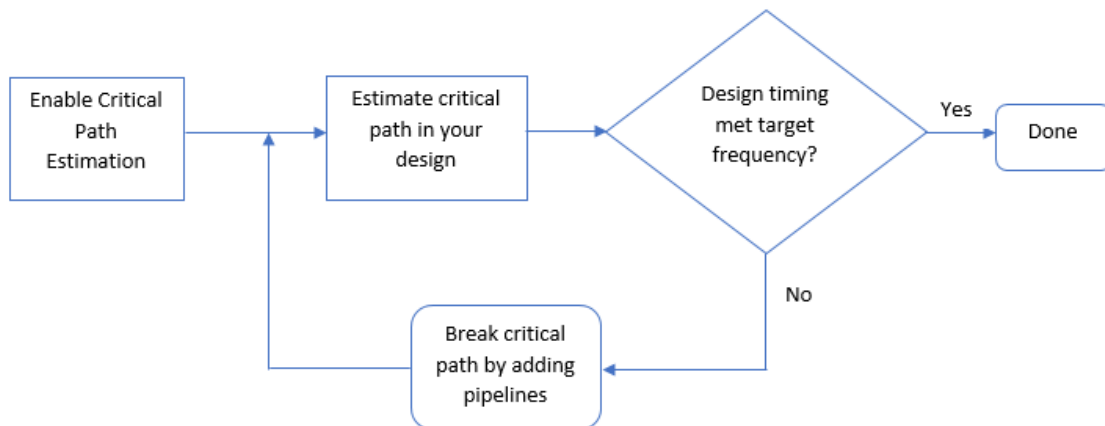 Enable Critical
Path
Estimation
Estimate critical
path in your
design
Design timing
met target
frequency?
Yes
Done
No
Break critical
path by adding
pipelines